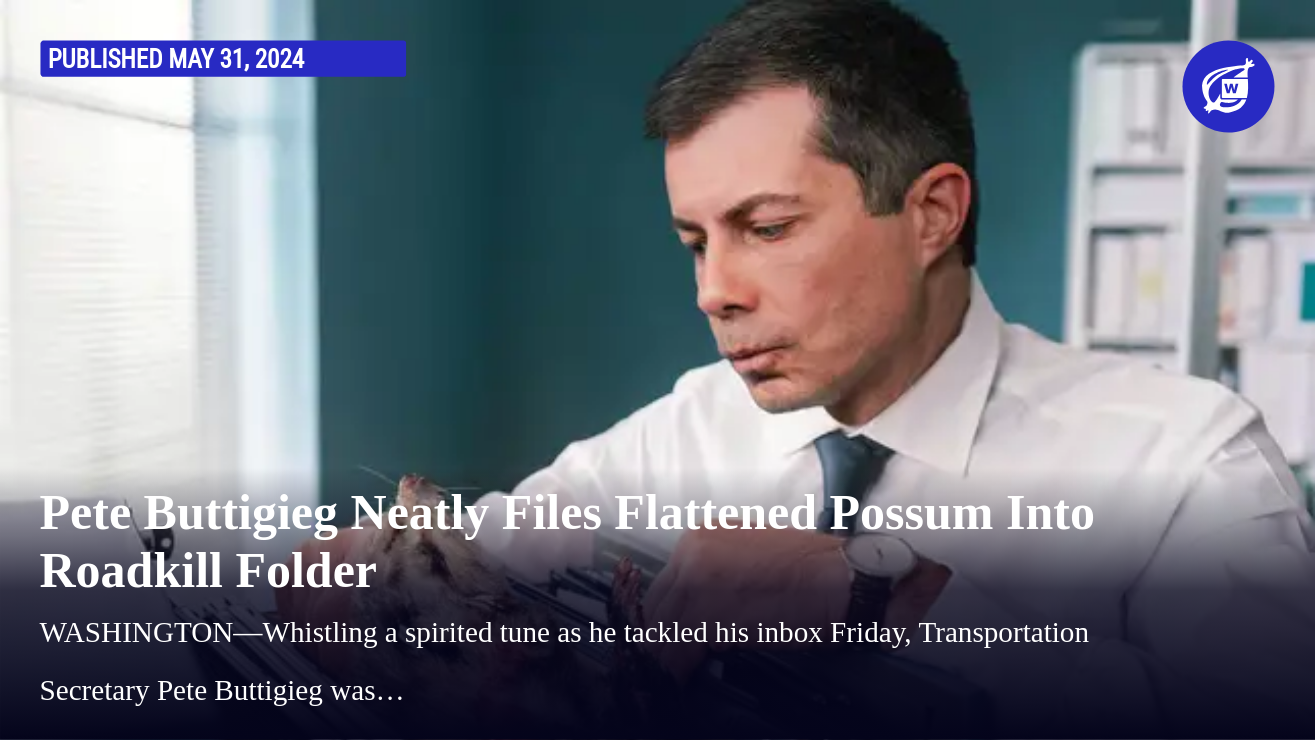 PUBLISHED MAY 31, 2024
W
Pete Buttigieg Neatly Files Flattened Possum Into
Roadkill Folder
WASHINGTON—Whistling a spirited tune as he tackled his inbox Friday, Transportation
Secretary Pete Buttigieg was…